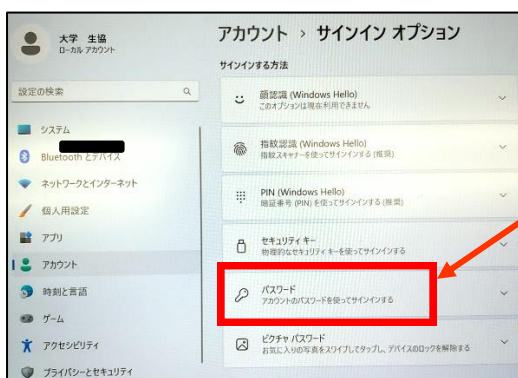 大学 生協
ローカル アカウント
設定の検索
システム
Bluetooth とデバイス
ネットワークとインターネット
個人用設定
アプリ
アカウント
時刻と言語
ゲーム
アクセシビリティ
プライバシーとセキュリティ
アカウント › サインイン オプション
サインインする方法
顔認識 (Windows Hello)
このオプションは現在利用できません
指紋認識 (Windows Hello)
指紋スキャナーを使ってサインインする (推奨)
PIN (Windows Hello)
暗証番号 (PIN) を使ってサインインする (推奨)
セキュリティ キー
物理的なセキュリティ キーを使ってサインインする
パスワード
アカウントのパスワードを使ってサインインする
ピクチャ パスワード
お気に入りの写真をスワイプしてタップし、デバイスのロックを解除する